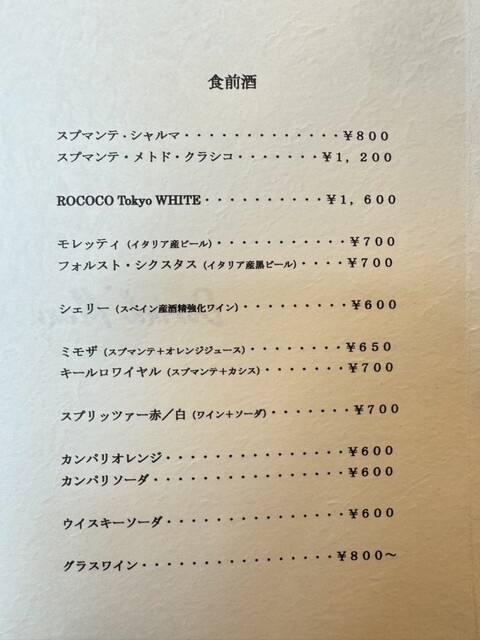 食前酒
スプマンテ・シャルマ・・・・・・・・・・・・・¥８００
スプマンテ・メトド・クラシコ・・・・・・・¥１，２００
ROCOCO Tokyo WHITE・・・・・・・・・・¥１，６００
モレッティ（イタリア産ビール）・・・・・・・・・・・¥７００
フォルスト・シクスタス（イタリア産黒ビール）・・・・¥７００
シェリー（スペイン産酒精強化ワイン）・・・・・・・・・¥６００
ミモザ（スプマンテ＋オレンジジュース）・・・・・・・・¥６５０
キールロワイヤル（スプマンテ＋カシス）・・・・・・・¥７００
スプリッツァー赤／白（ワイン＋ソーダ）・・・・・・・¥７００
カンパリオレンジ・・・・・・・・・・・・・・・¥６００
カンパリソーダ・・・・・・・・・・・・・・・・¥６００
ウイスキーソーダ・・・・・・・・・・・・・・・¥６００
グラスワイン・・・・・・・・・・・・・・・・¥８００〜